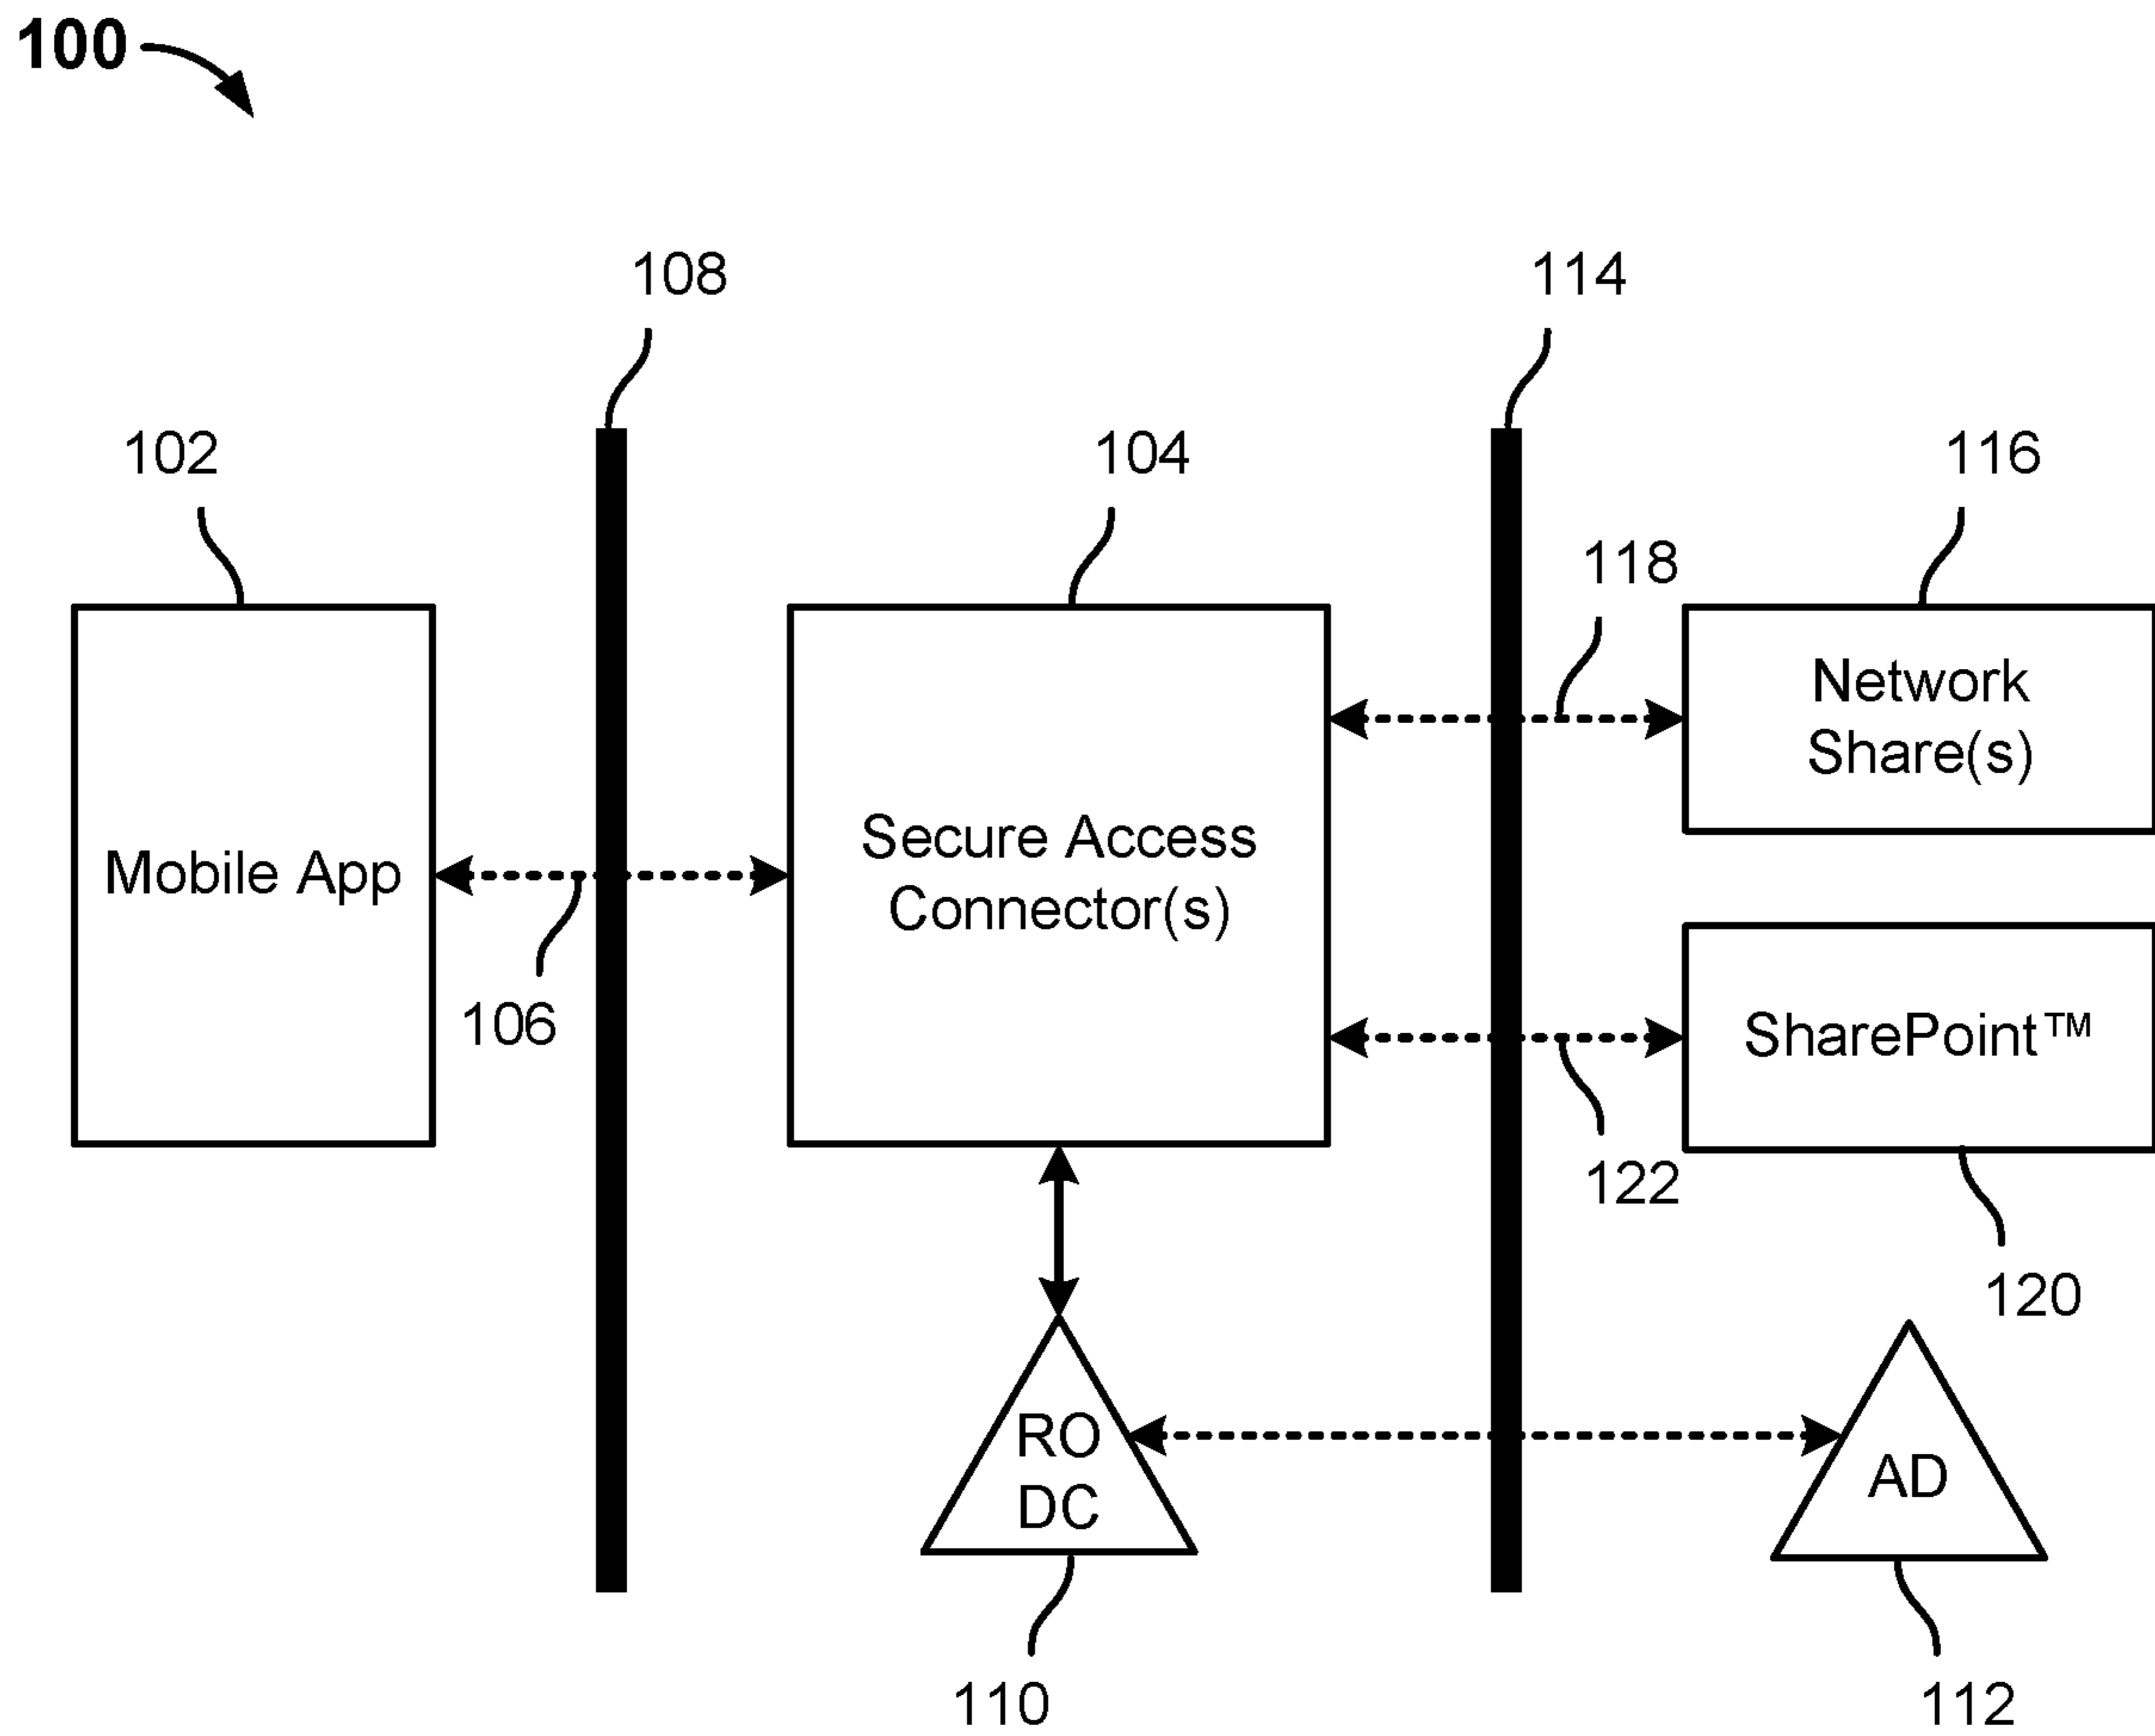 100
108
114
102
104
116
118
Network
Share(s)
Mobile App
Secure Access
Connector(s)
106
SharePoint™
122
120
RO
DC
AD
110
112